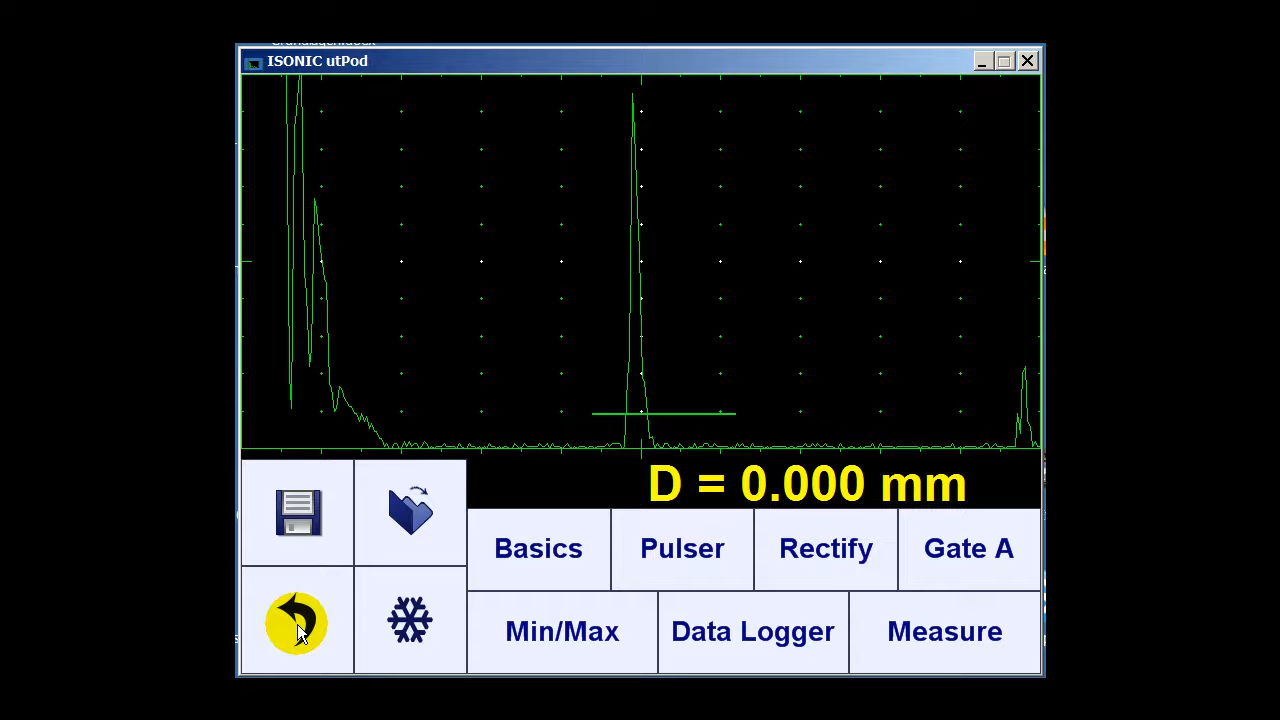 ISONIC utPod
D = 0.000 mm
Basics
Pulser
Rectify
Gate A
Min/Max
Data Logger
Measure